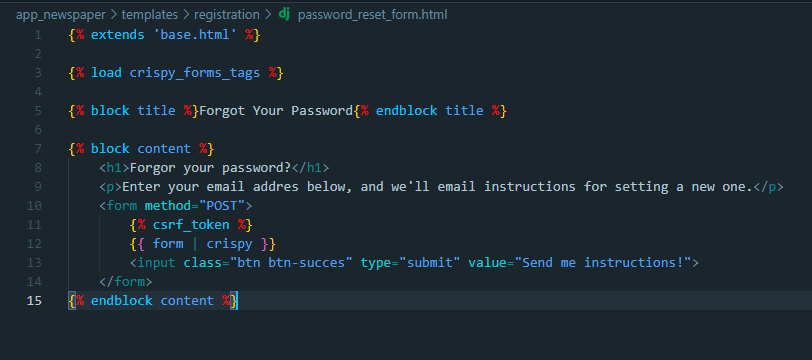 app_newspaper > templates > registration > dj password_reset_form.html
1 {% extends 'base.html' %}
2
3 {% load crispy_forms_tags %}
4
5 {% block title %}Forgot Your Password{% endblock title %}
6
7 {% block content %}
8 <h1>Forgor your password?</h1>
9 <p>Enter your email addres below, and we'll email instructions for setting a new one.</p>
10 <form method="POST">
11 {% csrf_token %}
12 {{ form | crispy }}
13 <input class="btn btn-succes" type="submit" value="Send me instructions!">
14 </form>
15 {% endblock content %}